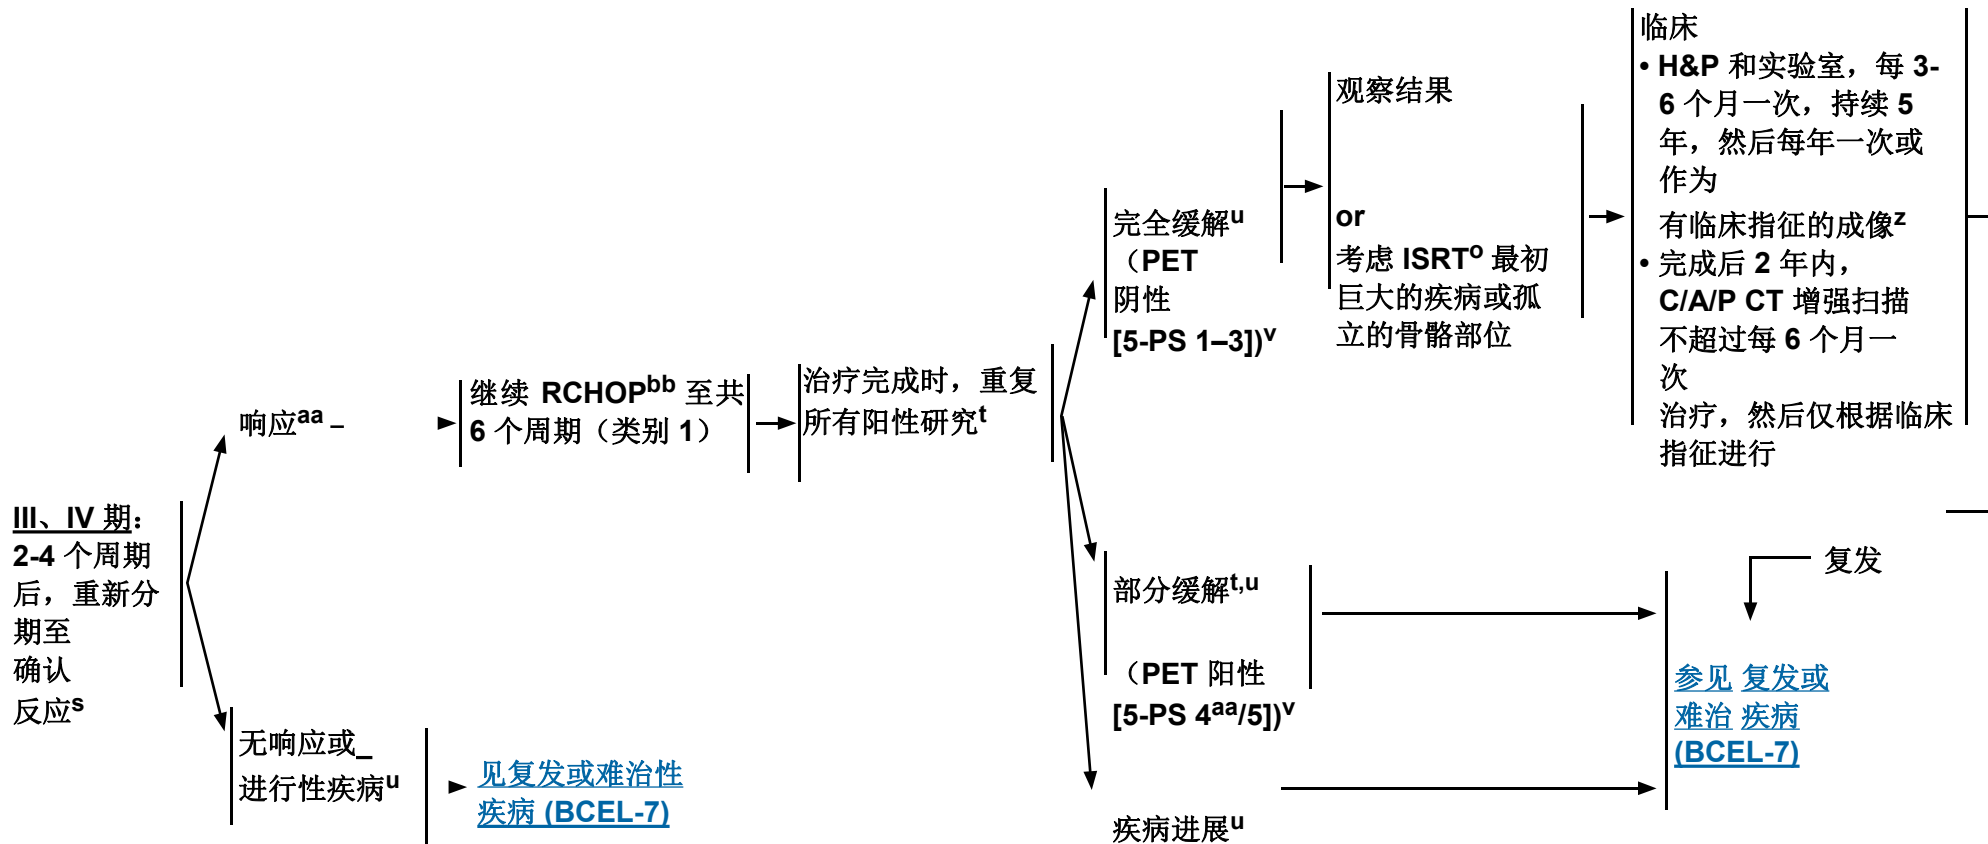 III、IV 期：
2-4 个周期
后，重新分
期至
确认
反应s
响应aa –
无响应或_
进行性疾病u
继续 RCHOPbb 至共
6 个周期（类别 1）
见复发或难治性
疾病 (BCEL-7)
治疗完成时，重复
所有阳性研究t
完全缓解u
（PET
阴性
[5-PS 1–3])v
部分缓解t,u
（PET 阳性
[5-PS 4aa/5])v
疾病进展u
观察结果
or
考虑 ISRTo 最初
巨大的疾病或孤
立的骨骼部位
临床
• H&P 和实验室，每 3-
6 个月一次，持续 5
年，然后每年一次或
作为
有临床指征的成像z
• 完成后 2 年内，
C/A/P CT 增强扫描
不超过每 6 个月一
次
治疗，然后仅根据临床
指征进行
复发
参见 复发或
难治 疾病
(BCEL-7)